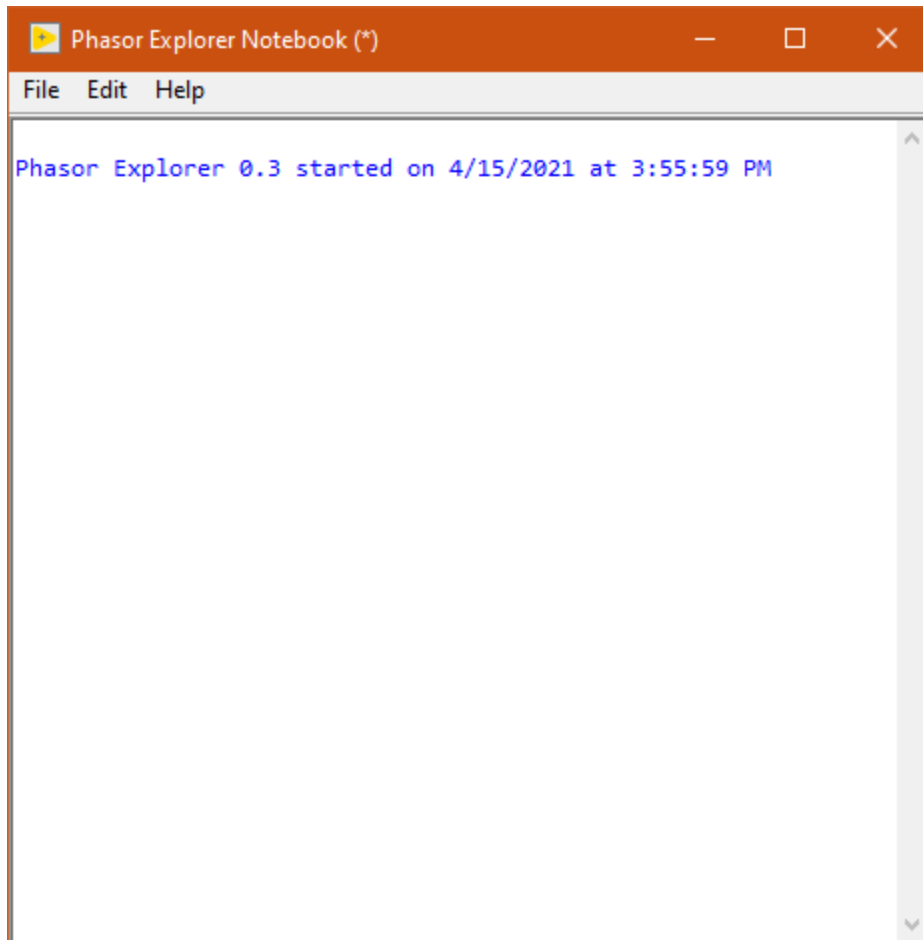 Phasor Explorer Notebook (*)
File Edit Help
Phasor Explorer 0.3 started on 4/15/2021 at 3:55:59 PM